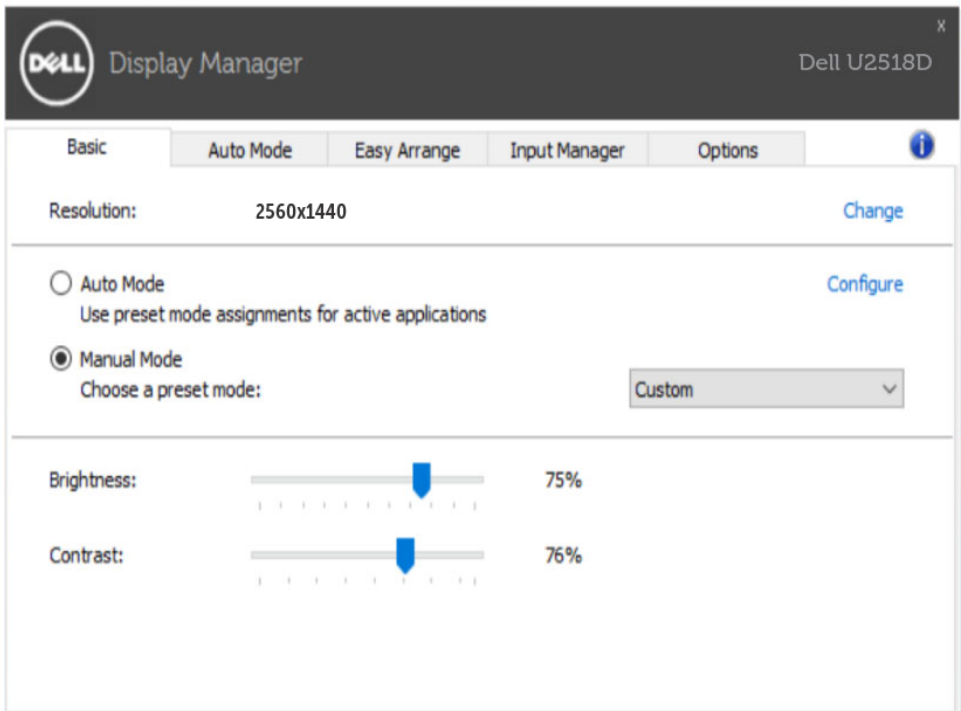 X
DELL Display Manager Dell U2518D
Basic Auto Mode Easy Arrange Input Manager Options i
Resolution: 2560x1440 Change
Auto Mode Configure
Use preset mode assignments for active applications
Manual Mode
Choose a preset mode: Custom
Brightness: 75%
Contrast: 76%